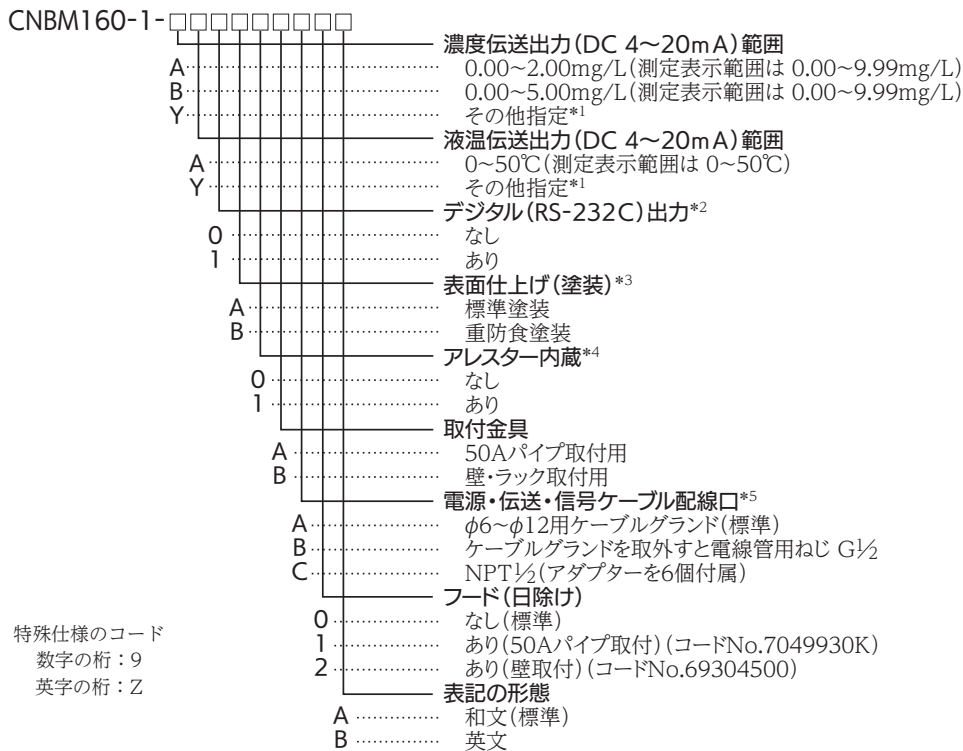 CNBM160-1-□□□□□□□□□
濃度伝送出力(DC 4~20mA)範囲
A 0.00~2.00mg/L(測定表示範囲は 0.00~9.99mg/L)
B 0.00~5.00mg/L(測定表示範囲は 0.00~9.99mg/L)
Y その他指定*1
液温伝送出力(DC 4~20mA)範囲
A 0~50℃(測定表示範囲は 0~50℃)
Y その他指定*1
デジタル(RS-232C)出力*2
0 なし
1 あり
表面仕上げ(塗装)*3
A 標準塗装
B 重防食塗装
アレスター内蔵*4
0 なし
1 あり
取付金具
A 50Aパイプ取付用
B 壁・ラック取付用
電源・伝送・信号ケーブル配線口*5
A φ6~φ12用ケーブルグランド(標準)
B ケーブルグランドを取外すと電線管用ねじ G1/2
C NPT1/2(アダプターを6個付属)
フード(日除け)
0 なし(標準)
1 あり(50Aパイプ取付)(コードNo.7049930K)
2 あり(壁取付)(コードNo.69304500)
表記の形態
A 和文(標準)
B 英文
特殊仕様のコード
数字の桁:9
英字の桁:Z